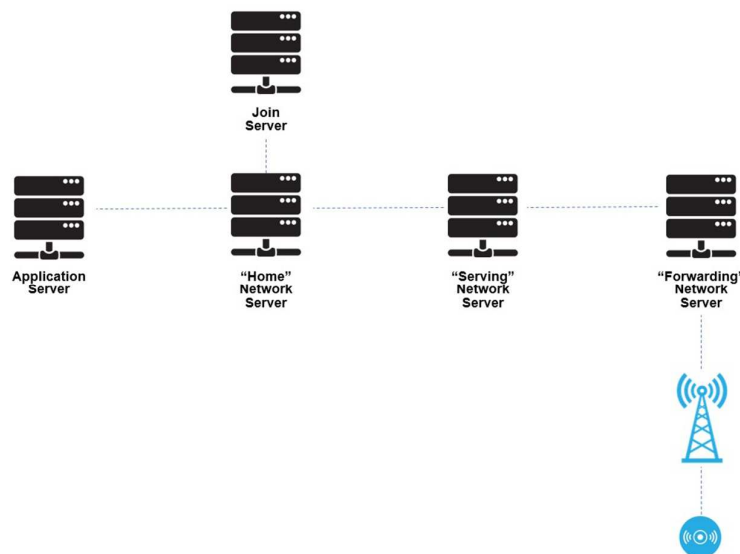 Join
Server
Application
Server
“Home”
Network
Server
“Serving”
Network
Server
“Forwarding”
Network
Server